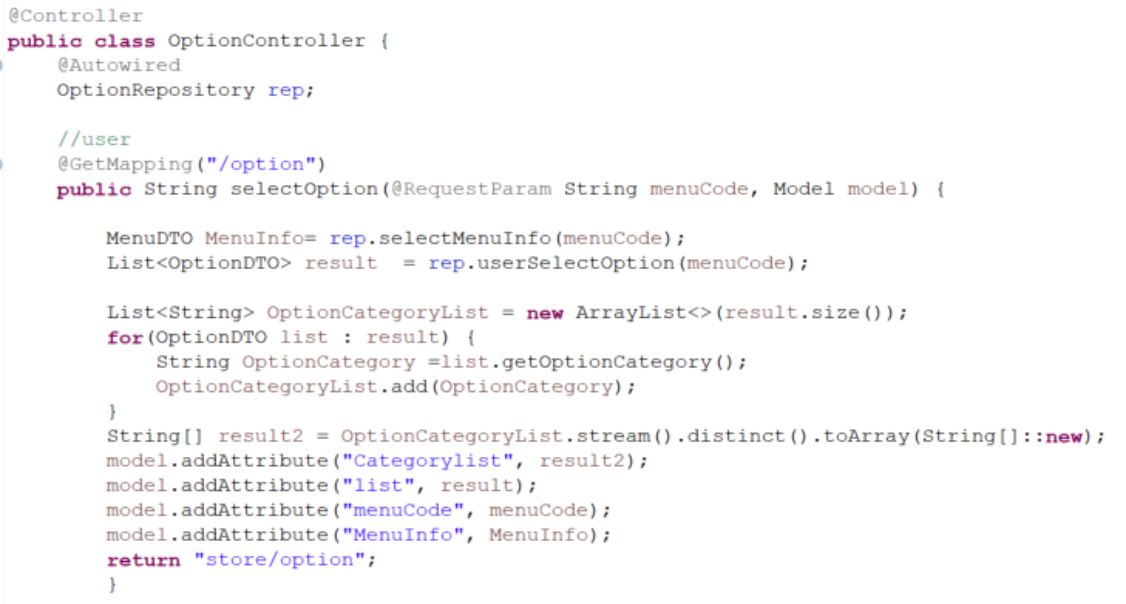 @Controller
public class OptionController {
@Autowired
OptionRepository rep;
//user
@GetMapping("/option")
public String selectOption(@RequestParam String menuCode, Model model) {
MenuDTO MenuInfo= rep.selectMenuInfo(menuCode);
List<OptionDTO> result  = rep.userSelectOption(menuCode);
List<String> OptionCategoryList = new ArrayList<>(result.size());
for(OptionDTO list : result) {
String OptionCategory =list.getOptionCategory();
OptionCategoryList.add(OptionCategory);
}
String[] result2 = OptionCategoryList.stream().distinct().toArray(String[]::new);
model.addAttribute("Categorylist", result2);
model.addAttribute("list", result);
model.addAttribute("menuCode", menuCode);
model.addAttribute("MenuInfo", MenuInfo);
return "store/option";
}